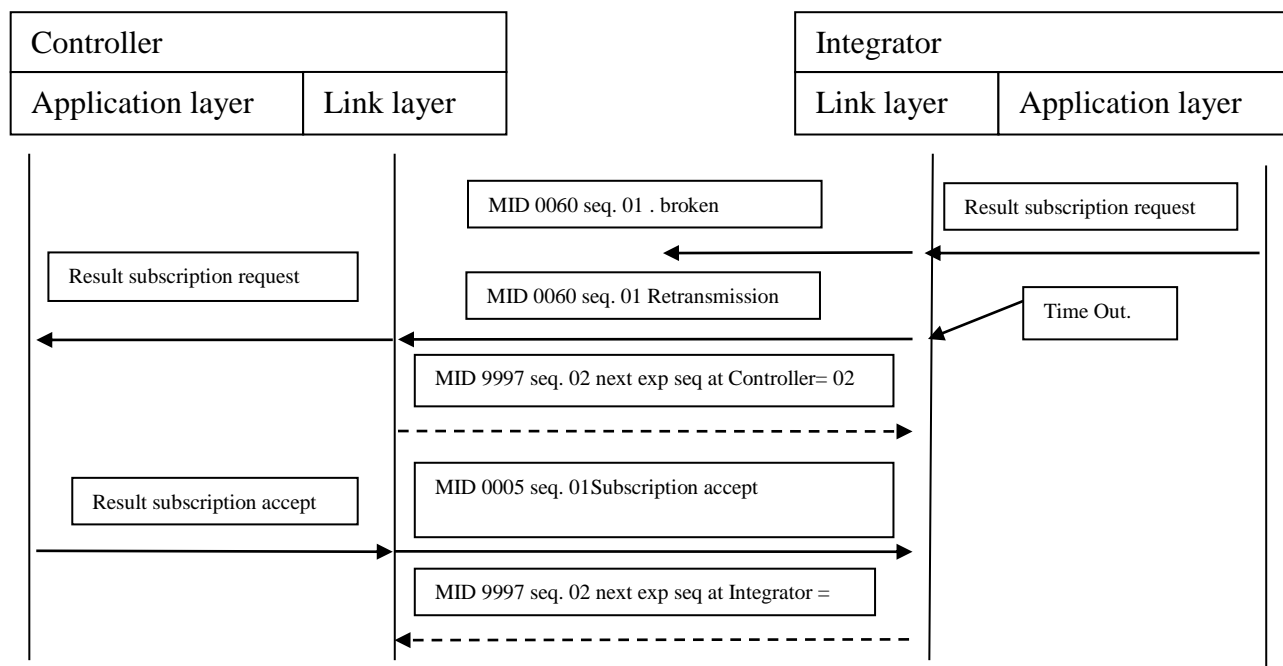 Controller
Integrator
Application layer
Link layer
Link layer
Application layer
MID 0060 seq. 01 . broken
Result subscription request
Result subscription request
MID 0060 seq. 01 Retransmission
Time Out.
MID 9997 seq. 02 next exp seq at Controller= 02
MID 0005 seq. 01Subscription accept
Result subscription accept
MID 9997 seq. 02 next exp seq at Integrator =